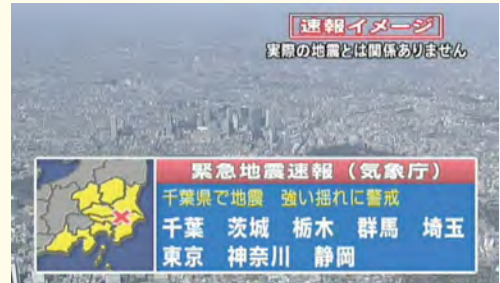 速報イメージ
実際の地震とは関係ありません
緊急地震速報（気象庁）
千葉県で地震　強い揺れに警戒
千葉　茨城　栃木　群馬　埼玉
東京　神奈川　静岡